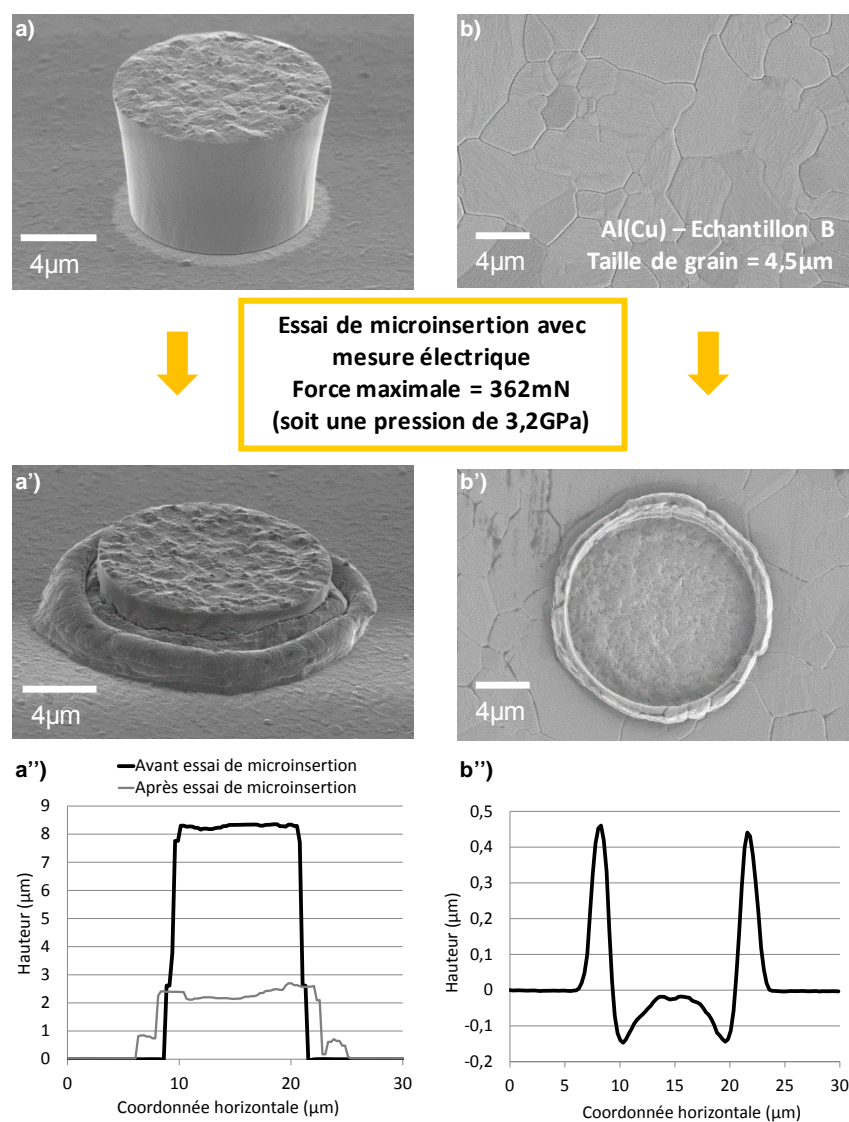 a)
4µm
b)
Al(Cu) – Echantillon B
Taille de grain = 4,5µm
4µm
Essai de microinsertion avec
mesure électrique
Force maximale = 362mN
(soit une pression de 3,2GPa)
a')
4µm
b')
4µm
a'')
Avant essai de microinsertion
Après essai de microinsertion
9
8
7
6
5
4
3
2
1
0
Hauteur (µm)
0 10 20 30
Coordonnée horizontale (µm)
b'')
0,5
0,4
0,3
0,2
0,1
0
-0,1
-0,2
Hauteur (µm)
0 5 10 15 20 25 30
Coordonnée horizontale (µm)